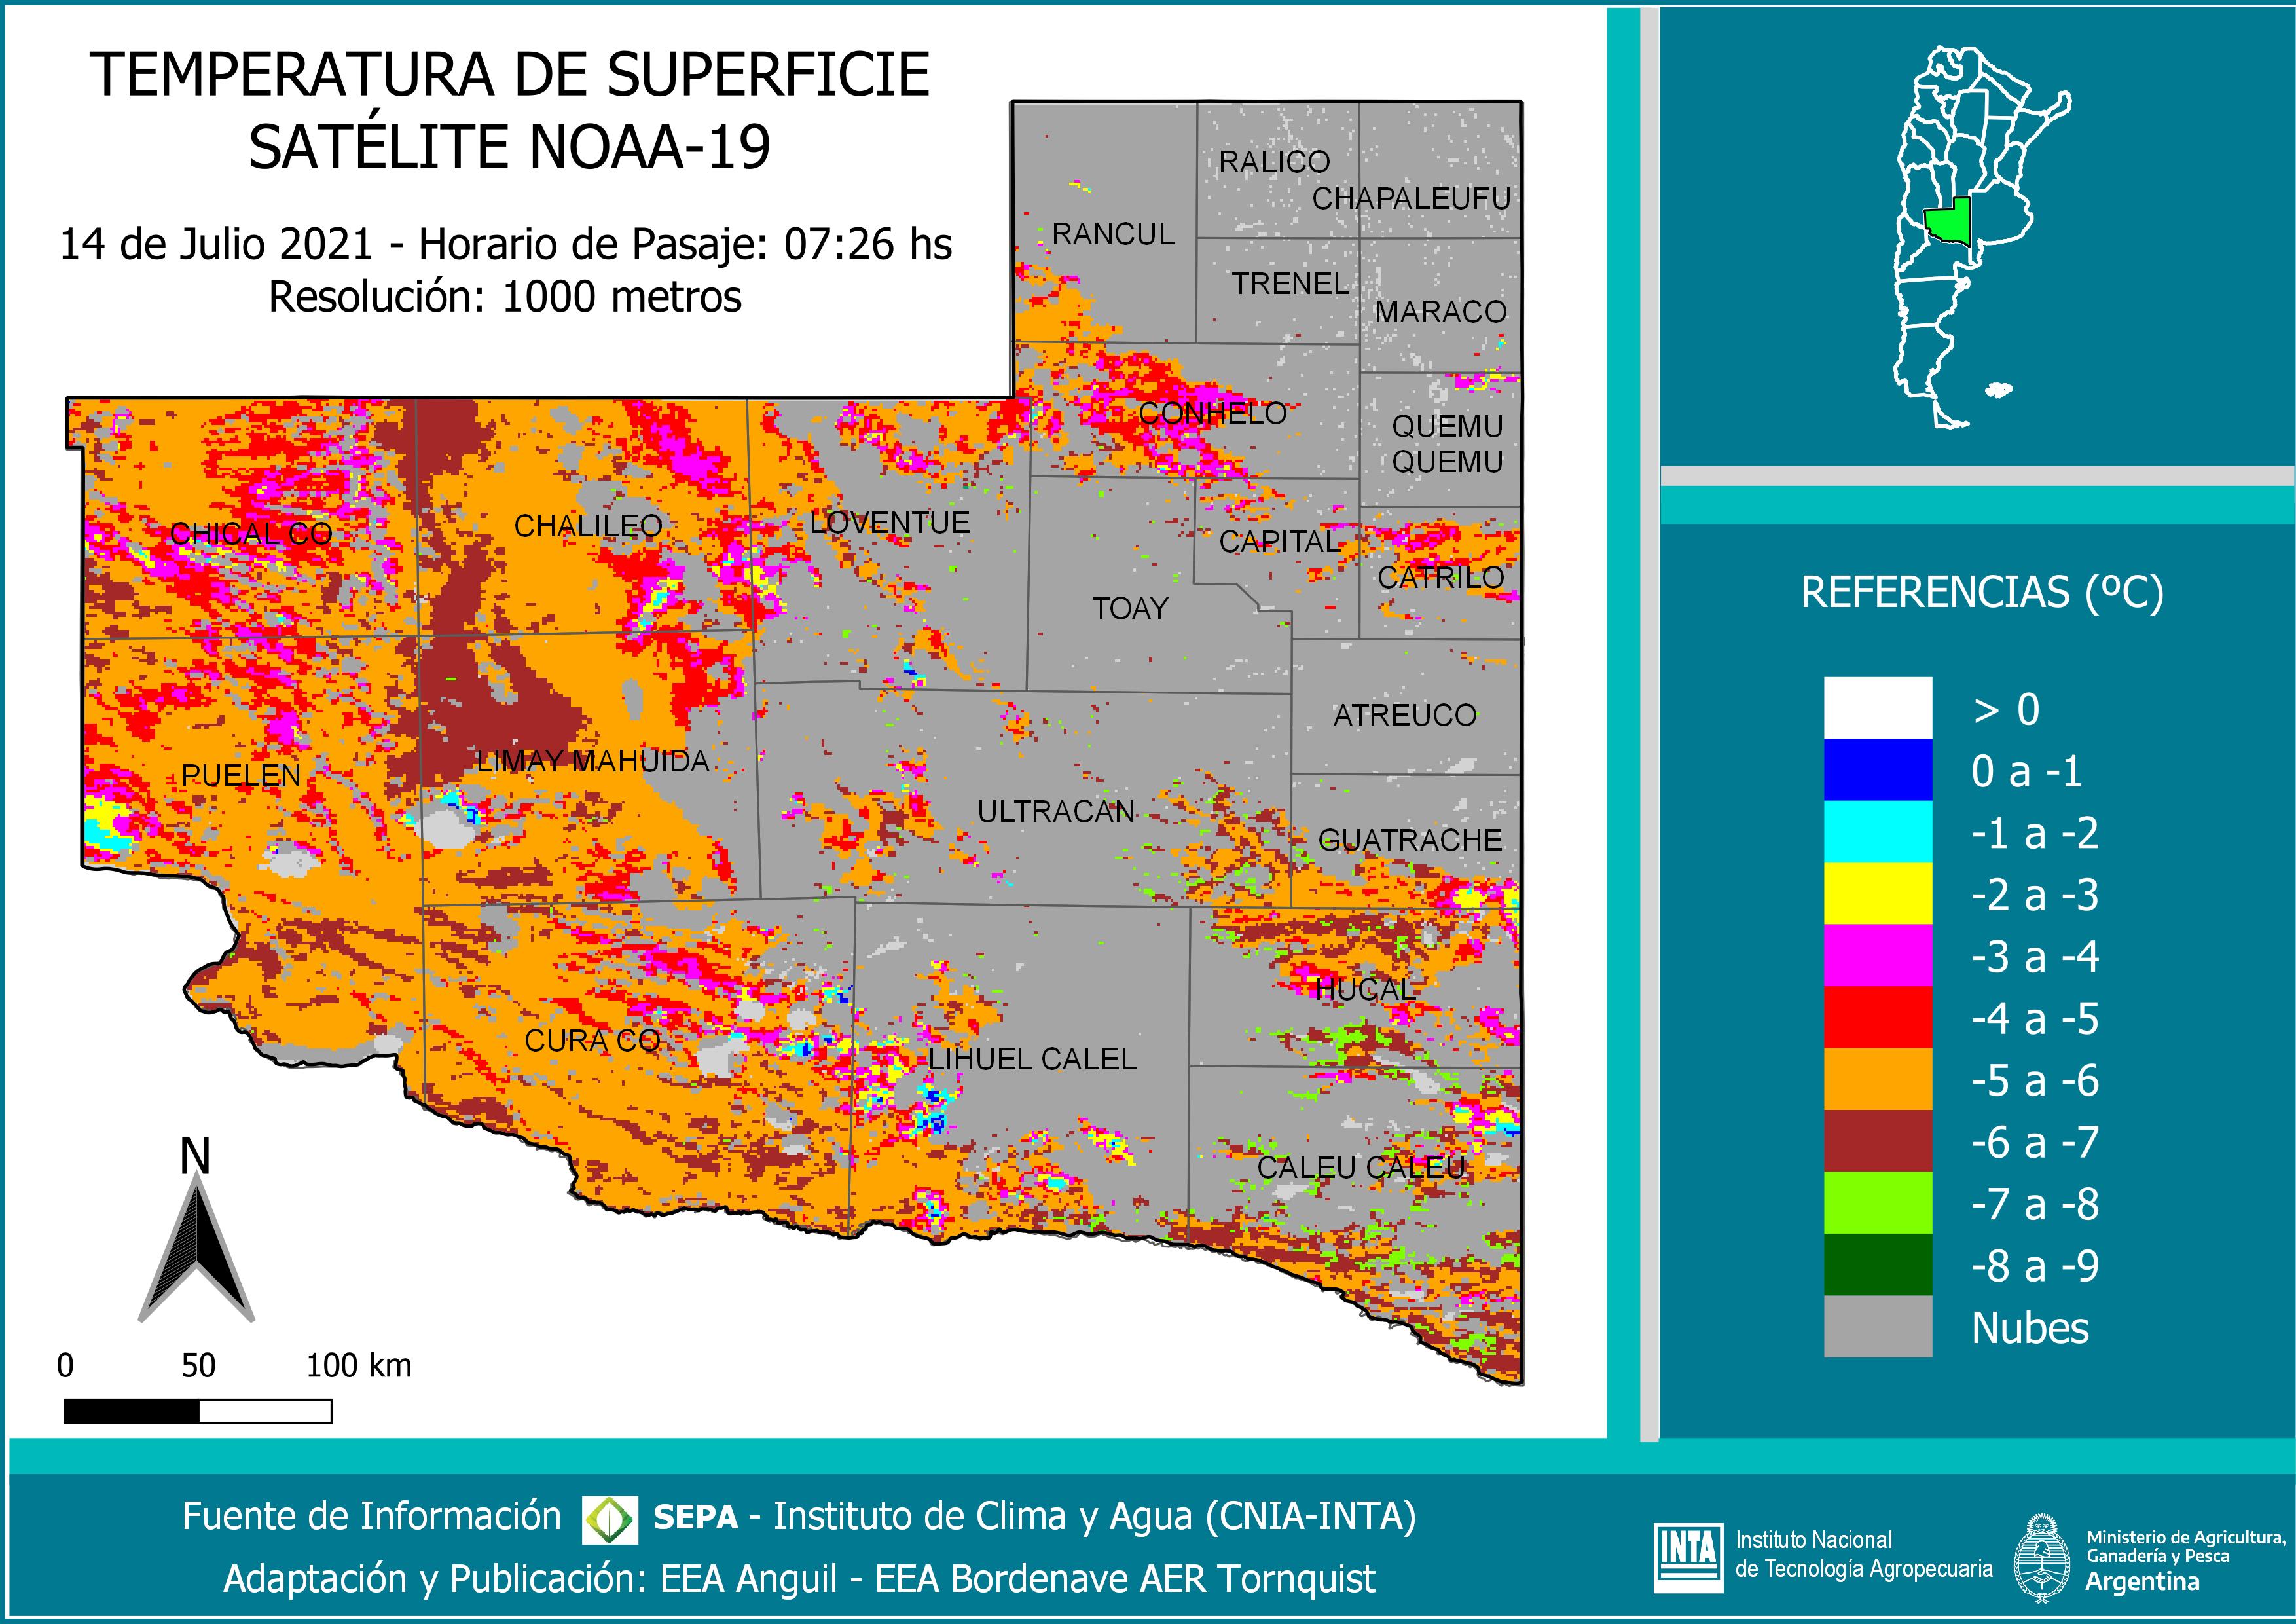 TEMPERATURA DE SUPERFICIE
SATÉLITE NOAA-19
14 de Julio 2021 - Horario de Pasaje: 07:26 hs
Resolución: 1000 metros
RALICO
CHAPALEUFU
RANCUL
TRENEL
MARACO
CONHELO
QUEMU
QUEMU
CHICAL CO
CHALILEO
LOVENTUE
CAPITAL
CATRILO
TOAY
ATREUCO
PUELEN
LIMAY MAHUIDA
ULTRACAN
GUATRACHE
HUCAL
CURA CO
LIHUEL CALEL
CALEU CALEU
N
0 50 100 km
REFERENCIAS (ºC)
> 0
0 a -1
-1 a -2
-2 a -3
-3 a -4
-4 a -5
-5 a -6
-6 a -7
-7 a -8
-8 a -9
Nubes
Fuente de Información SEPA - Instituto de Clima y Agua (CNIA-INTA)
Adaptación y Publicación: EEA Anguil - EEA Bordenave AER Tornquist
INTA
Instituto Nacional
de Tecnología Agropecuaria
Ministerio de Agricultura,
Ganadería y Pesca
Argentina